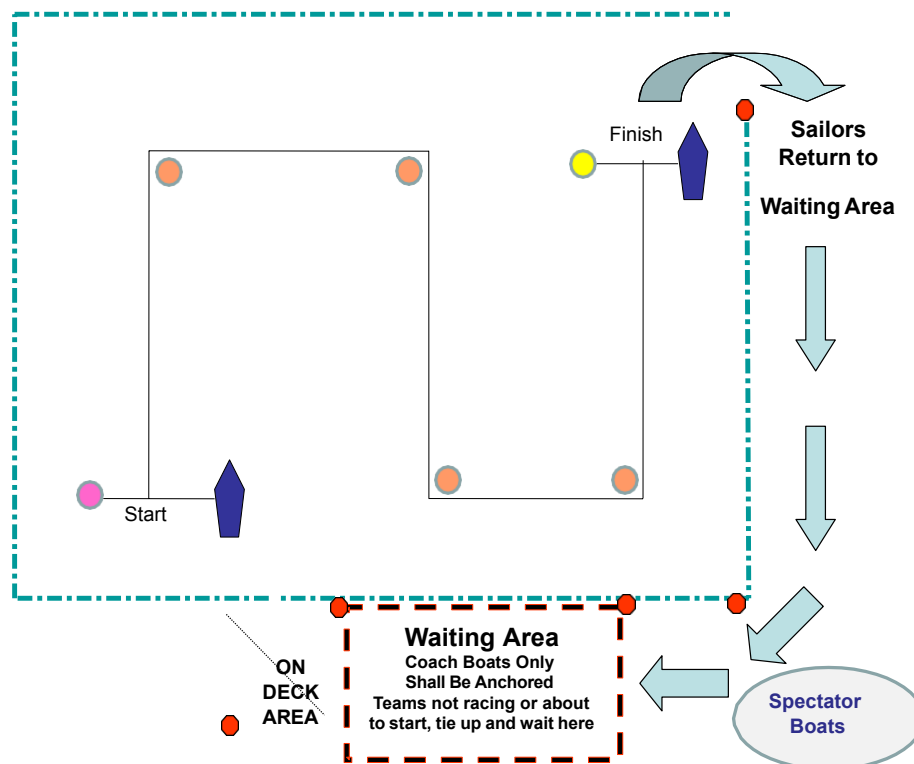 Finish
Sailors
Return to
Waiting Area
Start
ON
DECK
AREA
Waiting Area
Coach Boats Only
Shall Be Anchored
Teams not racing or about
to start, tie up and wait here
Spectator
Boats